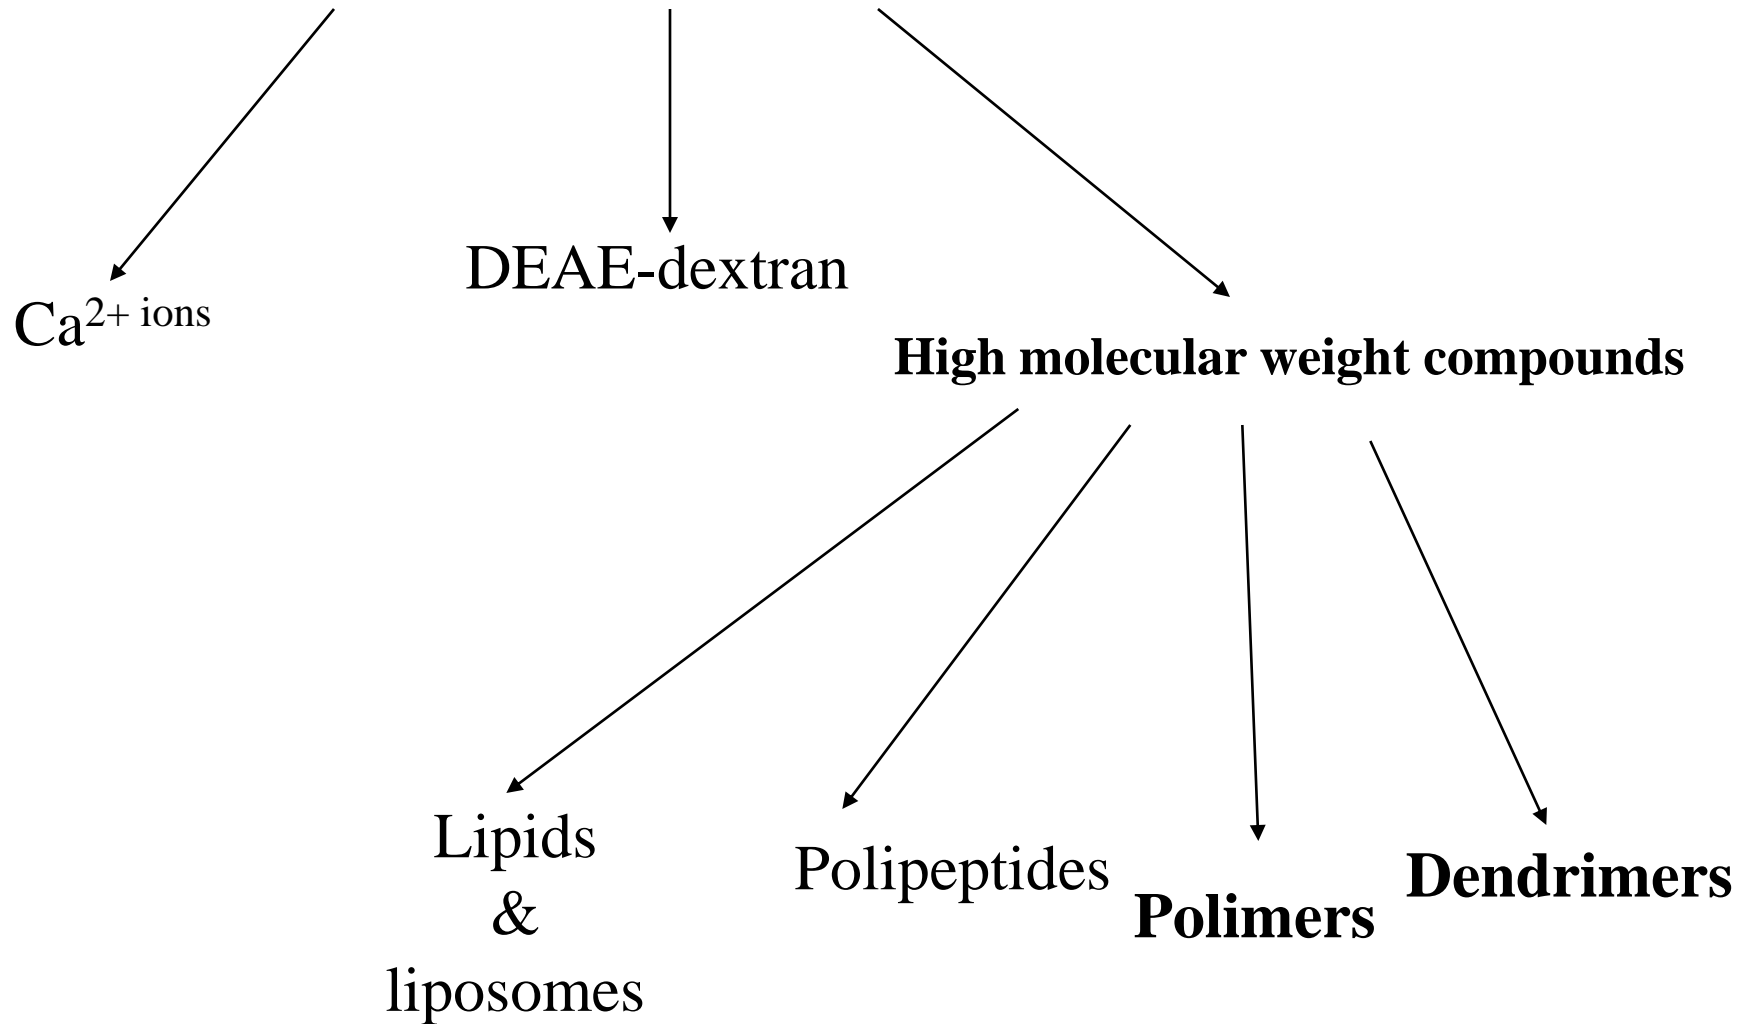 DEAE-dextran
Ca²⁺ ⁱᵒⁿˢ
High molecular weight compounds
Lipids
&
liposomes
Polipeptides
Polimers
Dendrimers